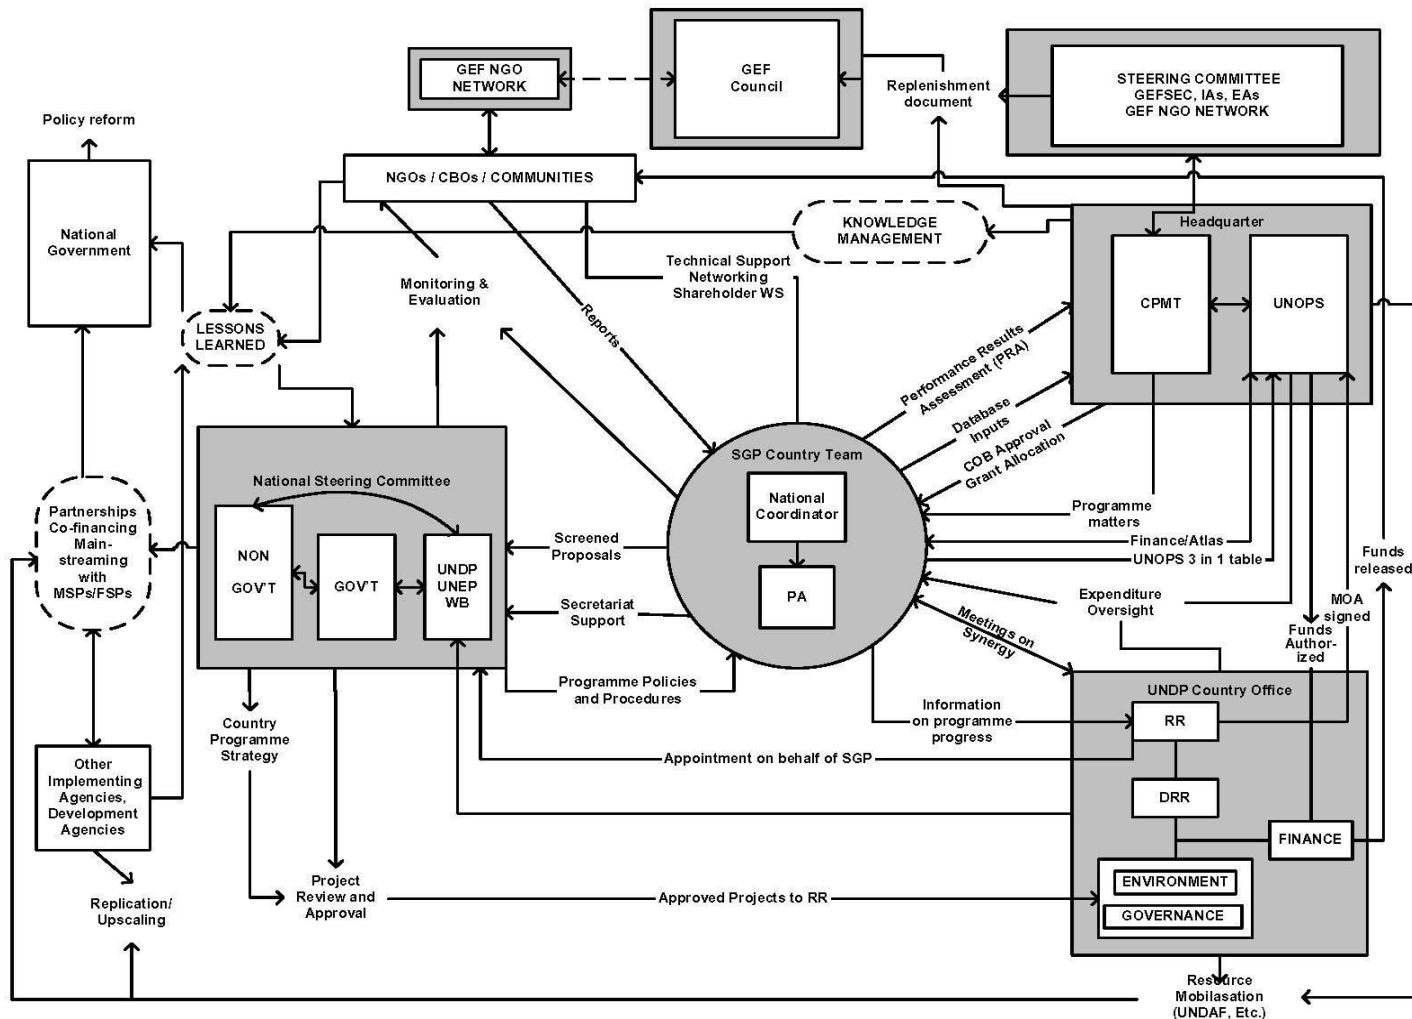 GEF NGO
NETWORK
GEF
Council
Replenishment
document
STEERING COMMITTEE
GEFSEC, IAs, EAs
GEF NGO NETWORK
Policy reform
NGOs / CBOs / COMMUNITIES
National
Government
KNOWLEDGE
MANAGEMENT
Headquarter
Technical Support
Networking
Shareholder WS
Monitoring &
Evaluation
CPMT
UNOPS
LESSONS
LEARNED
Reports
Performance Results
Assessment (PRA)
Database
Inputs
COB Approval
Grant Allocation
SGP Country Team
National
Coordinator
PA
National Steering Committee
NON
GOV'T
GOV'T
UNDP
UNEP
WB
Partnerships
Co-financing
Main-
streaming
with
MSPs/FSPs
Screened
Proposals
Secretariat
Support
Programme
matters
Finance/Atlas
UNOPS 3 in 1 table
Funds
released
Expenditure
Oversight
MOA
signed
Meetings on
Synergy
Funds
Author-
ized
Programme Policies
and Procedures
Information
on programme
progress
UNDP Country Office
RR
Country
Programme
Strategy
Appointment on behalf of SGP
Other
Implementing
Agencies,
Development
Agencies
DRR
FINANCE
Project
Review and
Approval
Approved Projects to RR
ENVIRONMENT
GOVERNANCE
Replication/
Upscaling
Resource
Mobilasation
(UNDAF, Etc.)